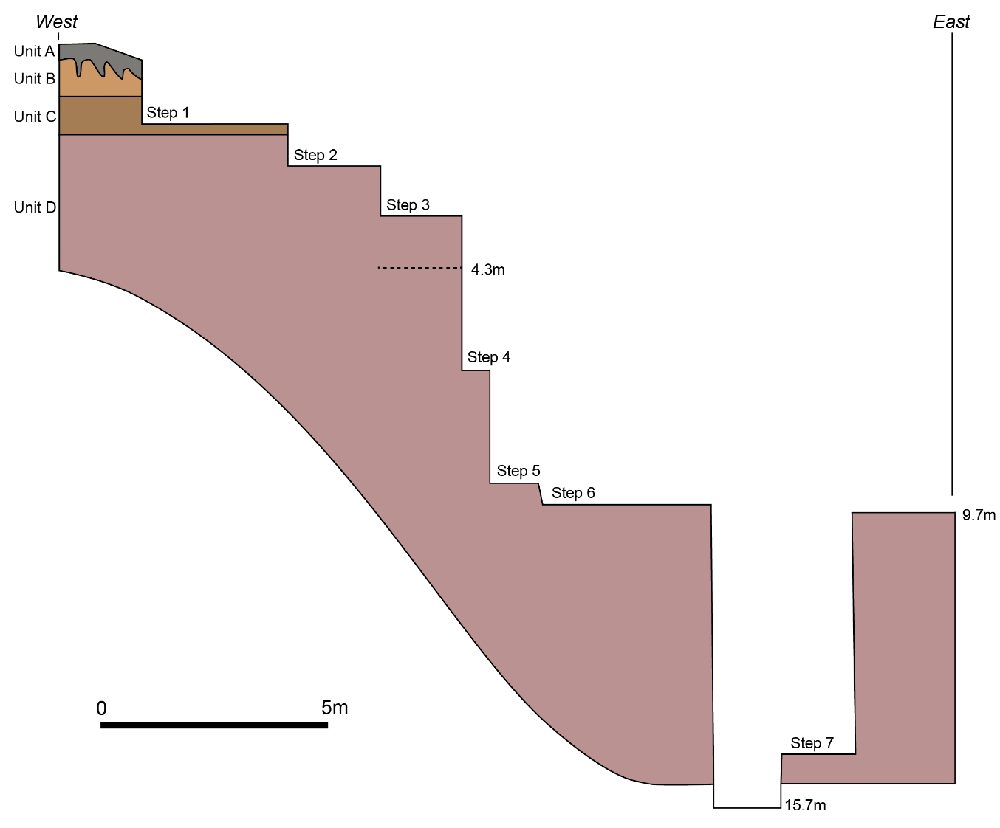 West
East
Unit A
Unit B
Unit C
Step 1
Step 2
Unit D
Step 3
4.3m
Step 4
Step 5
Step 6
9.7m
0
5m
Step 7
15.7m